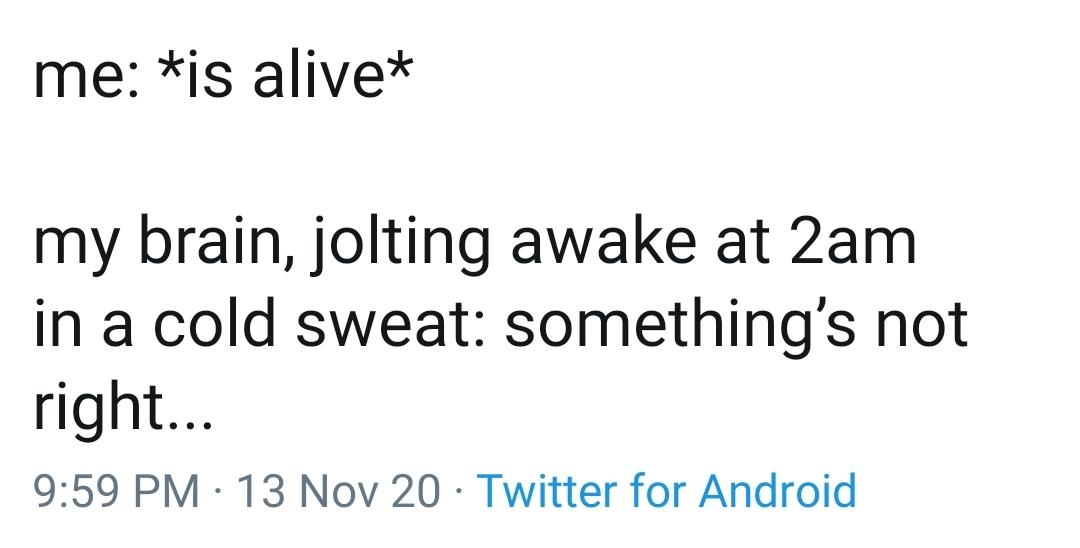 me: *is alive*
my brain, jolting awake at 2am
in a cold sweat: something’s not
right...
9:59 PM · 13 Nov 20 · Twitter for Android